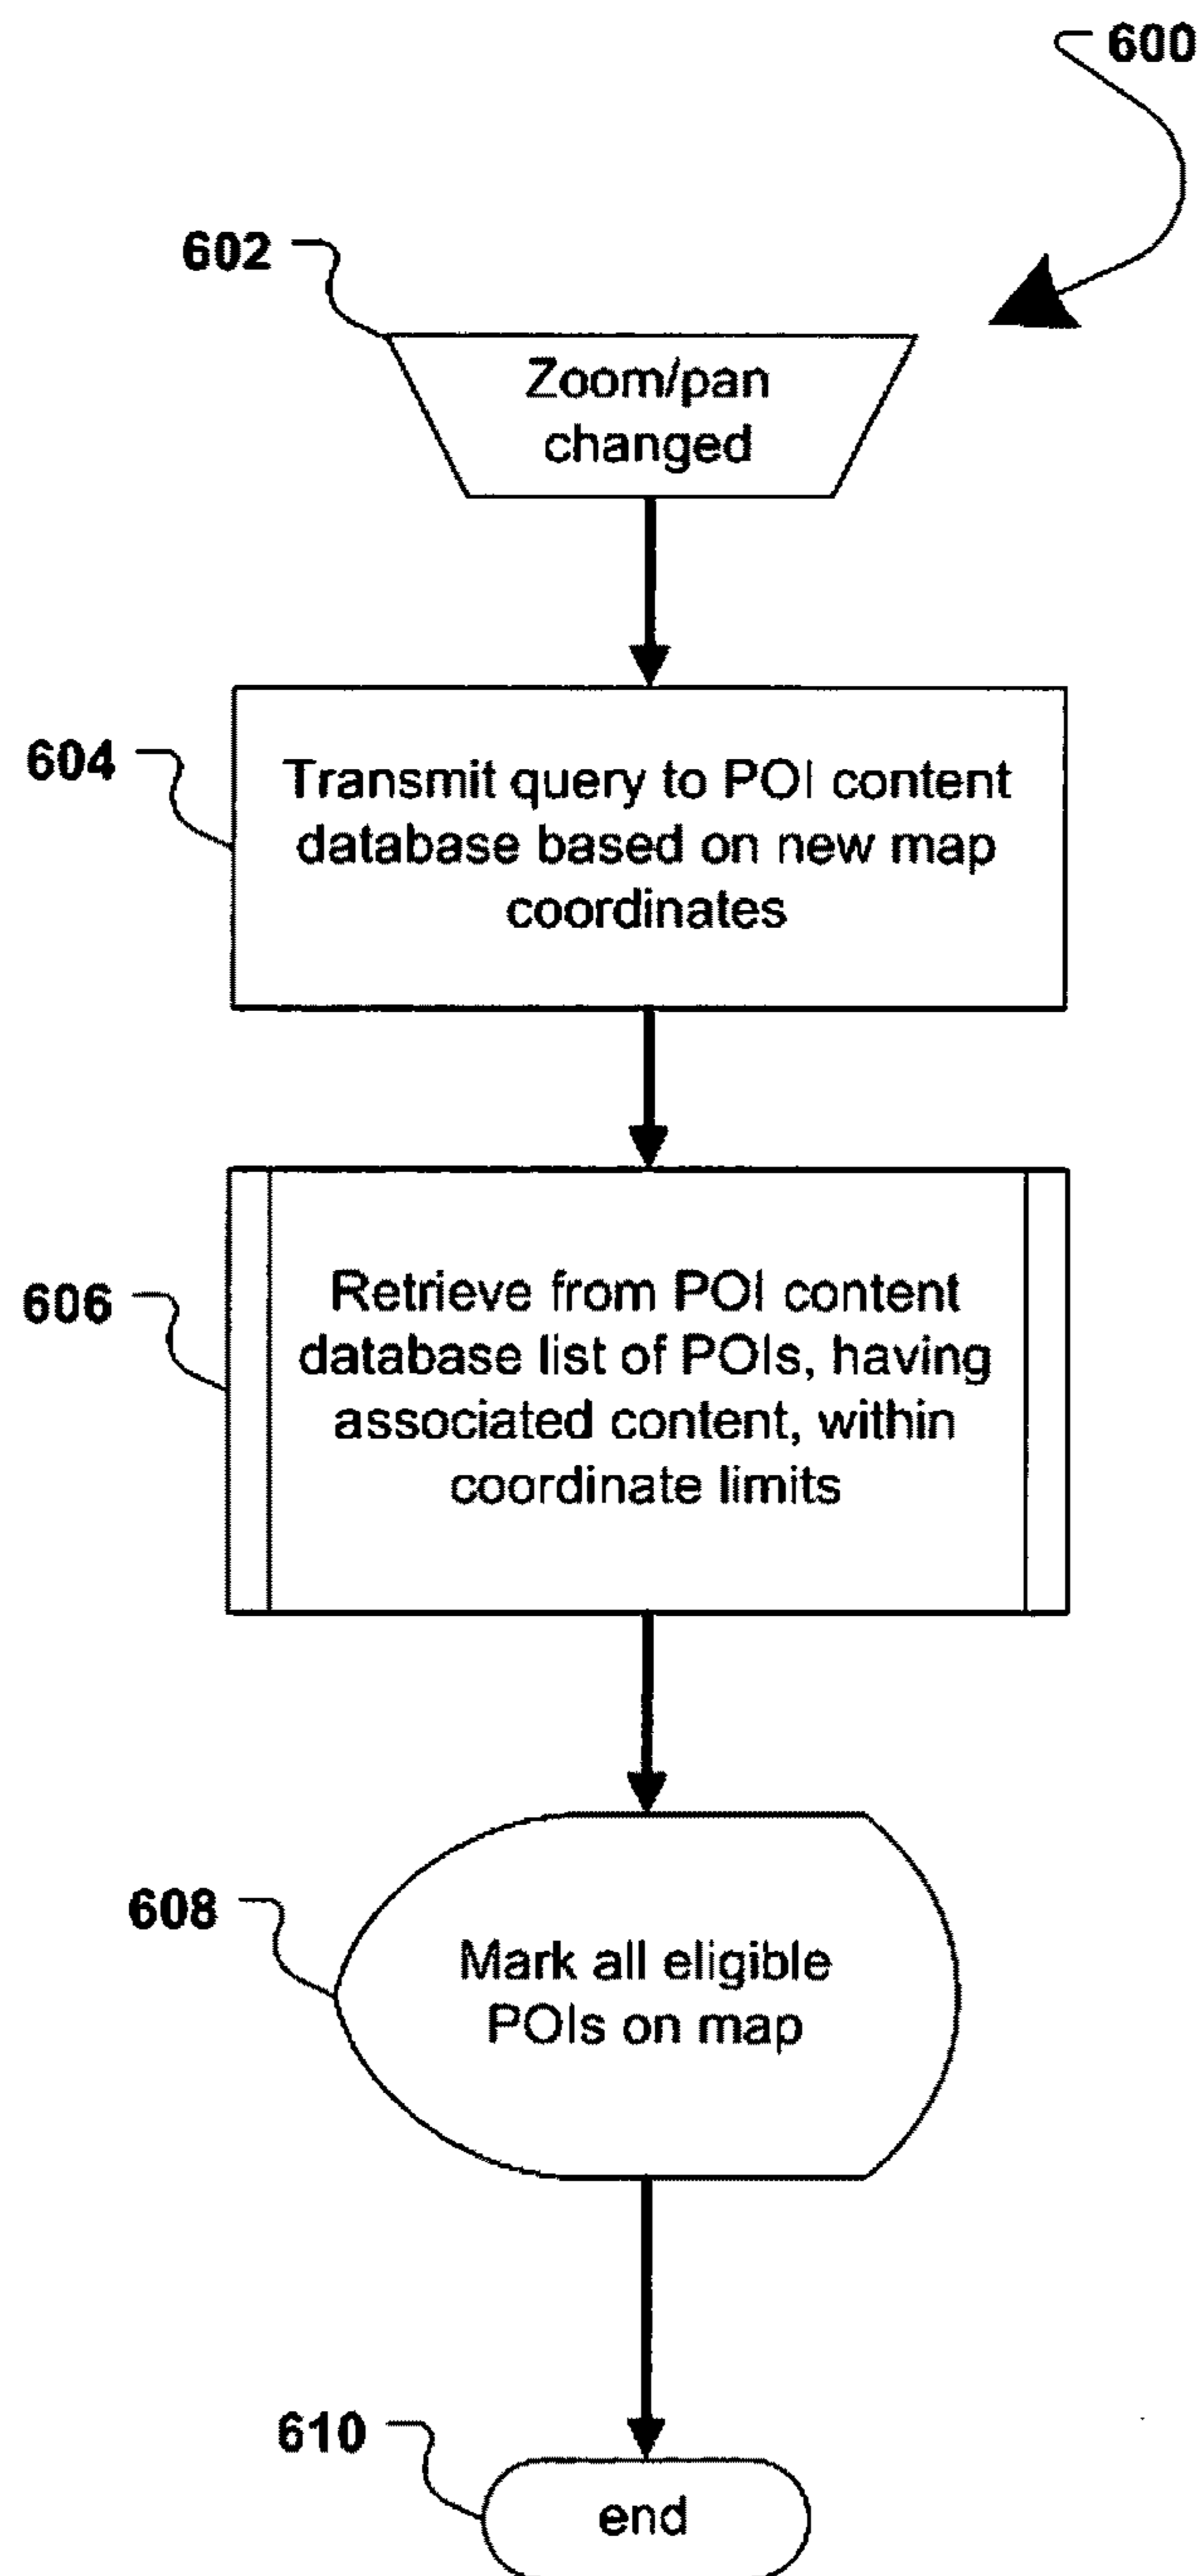 600
602
Zoom/pan
changed
604
Transmit query to POI content
database based on new map
coordinates
606
Retrieve from POI content
database list of POIs, having
associated content, within
coordinate limits
608
Mark all eligible
POIs on map
610
end